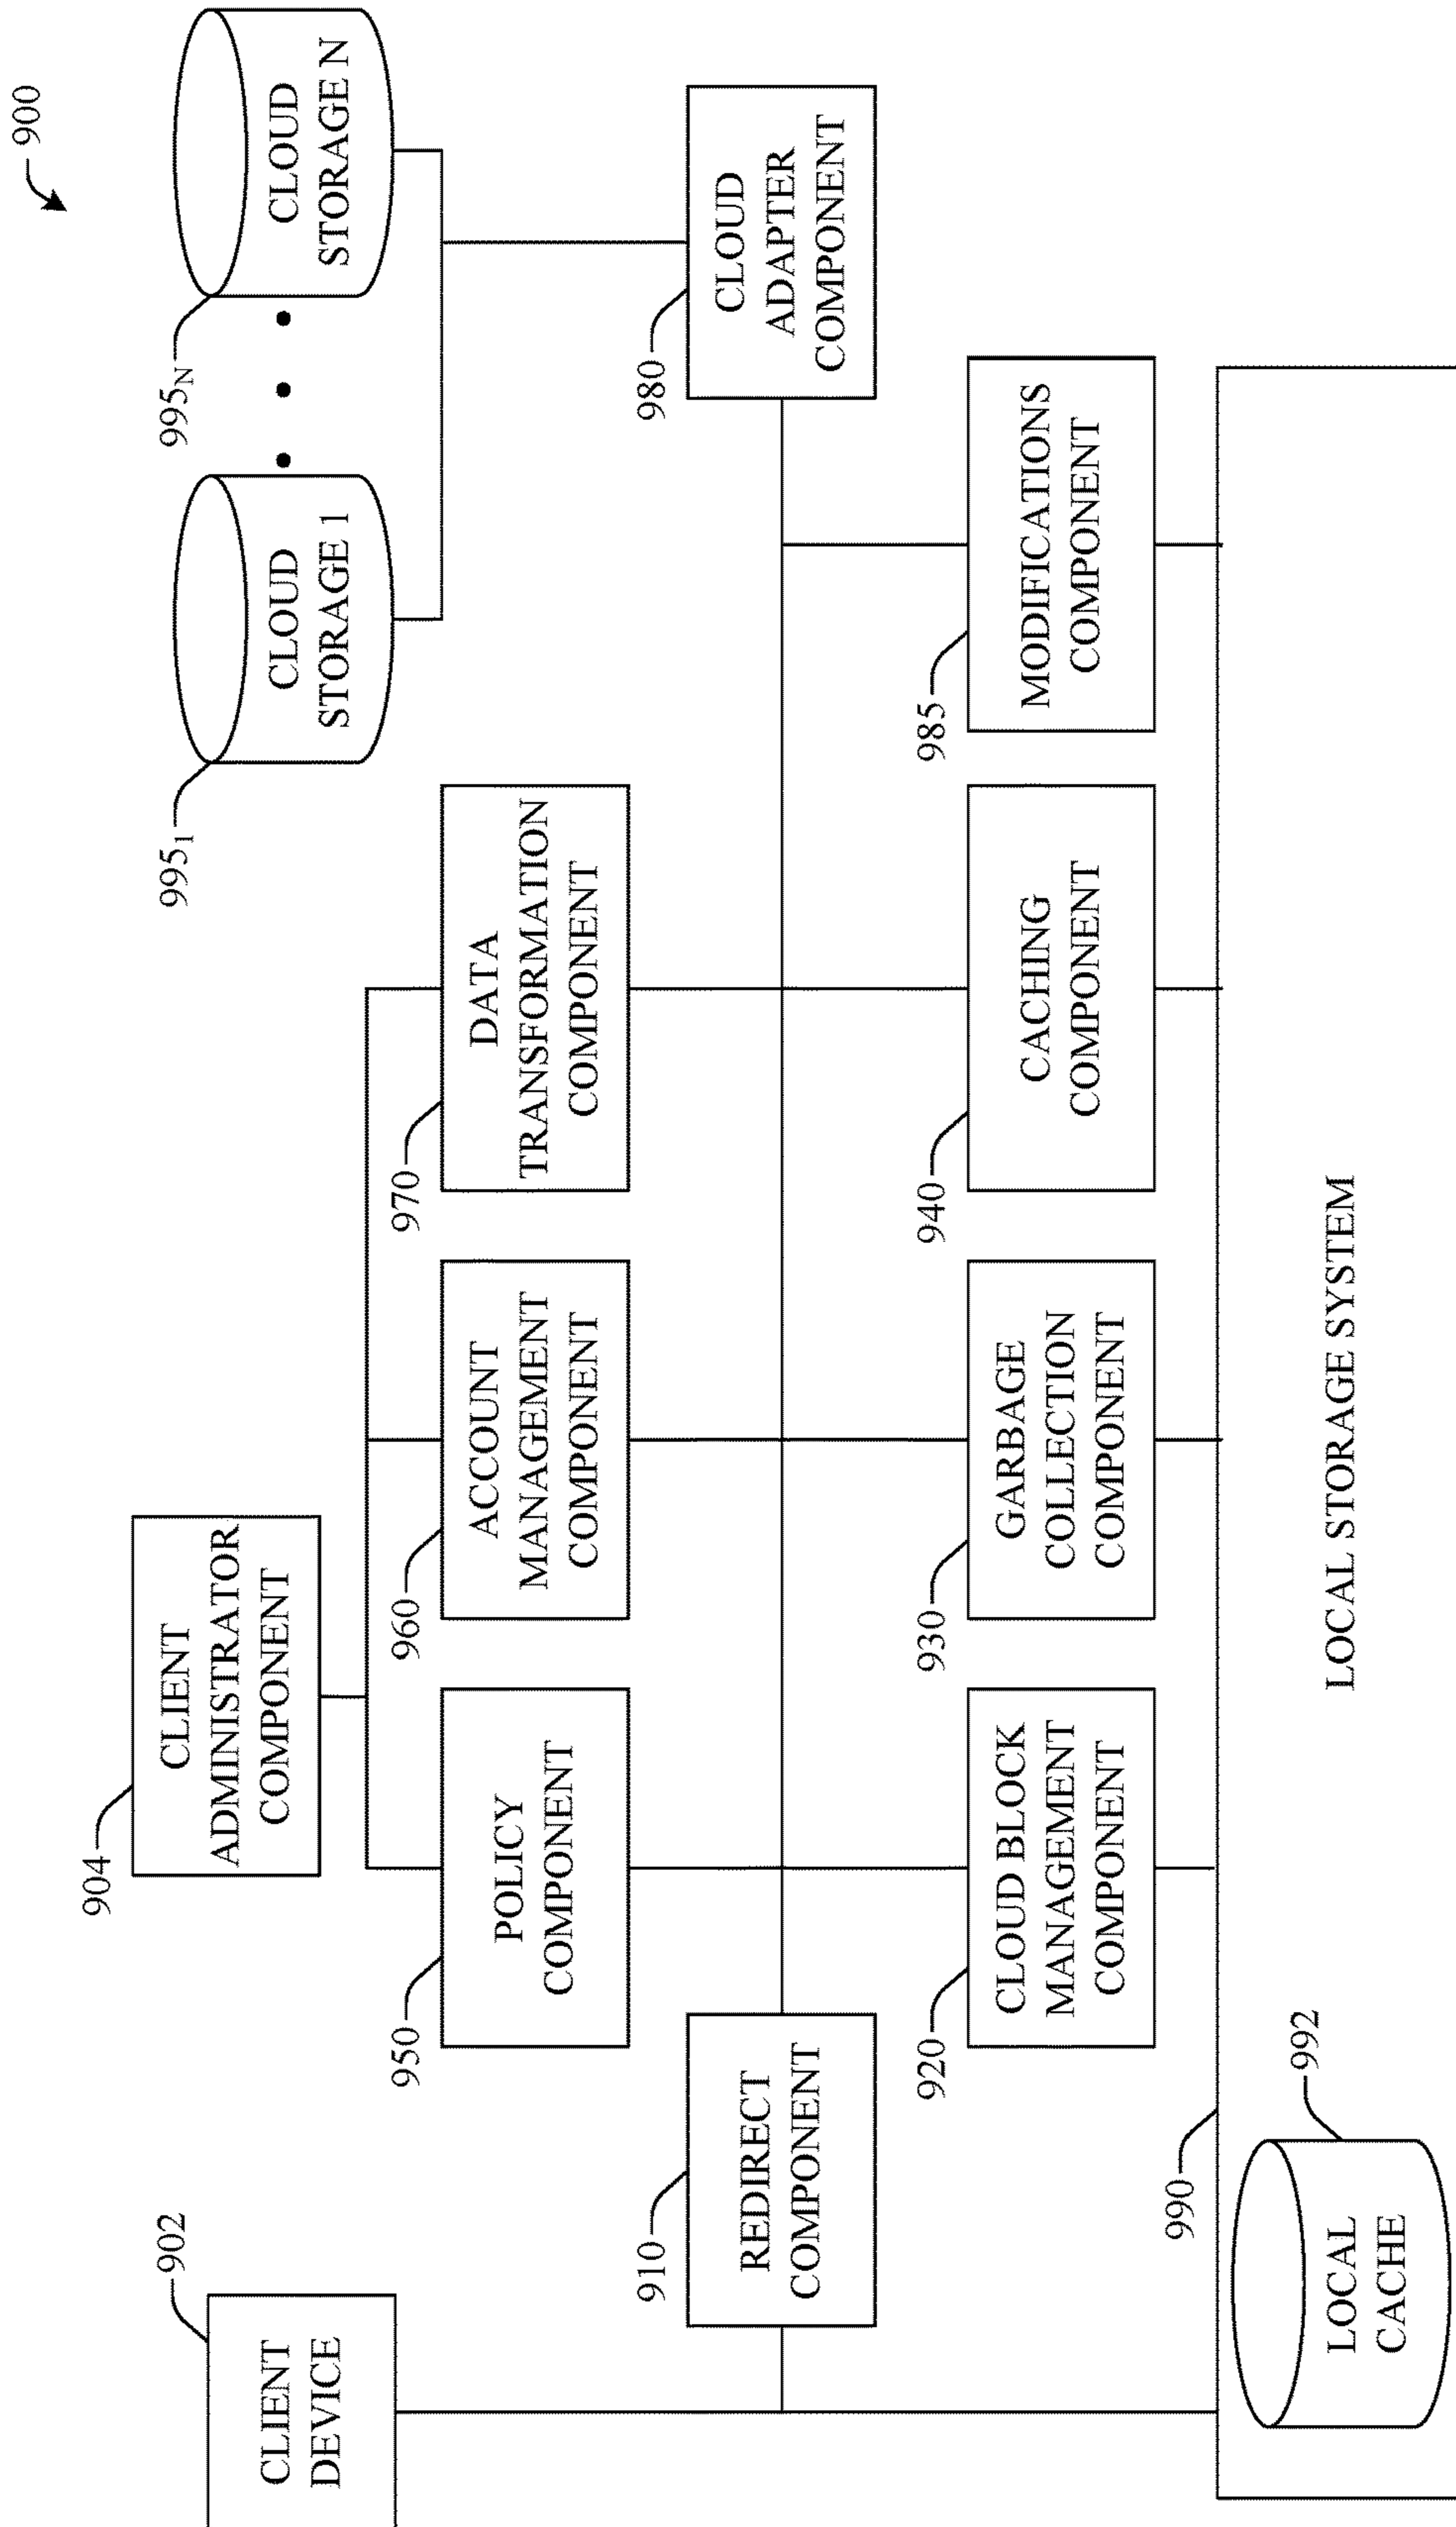 900
995₁
CLOUD
STORAGE 1
995N
CLOUD
STORAGE N
904
CLIENT
ADMINISTRATOR
COMPONENT
902
CLIENT
DEVICE
950
POLICY
COMPONENT
960
ACCOUNT
MANAGEMENT
COMPONENT
970
DATA
TRANSFORMATION
COMPONENT
910
REDIRECT
COMPONENT
980
CLOUD
ADAPTER
COMPONENT
920
CLOUD BLOCK
MANAGEMENT
COMPONENT
930
GARBAGE
COLLECTION
COMPONENT
940
CACHING
COMPONENT
985
MODIFICATIONS
COMPONENT
990
992
LOCAL
CACHE
LOCAL STORAGE SYSTEM